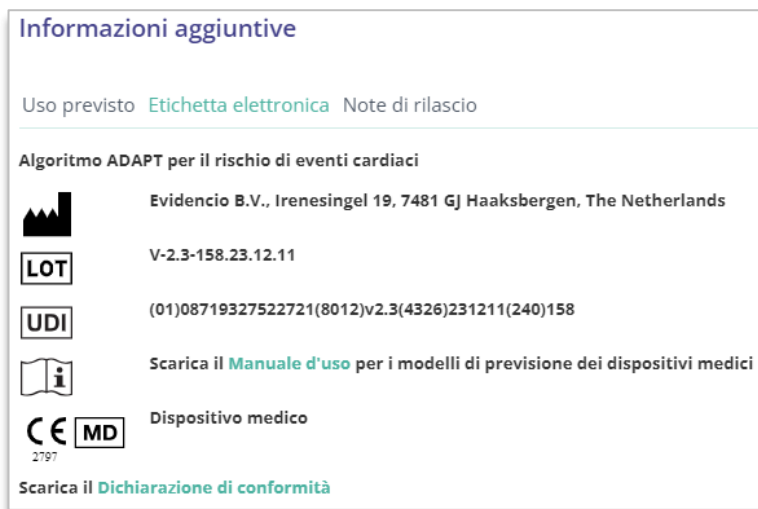 Informazioni aggiuntive
Uso previsto Etichetta elettronica Note di rilascio
Algoritmo ADAPT per il rischio di eventi cardiaci
Evidencio B.V., Irenesingel 19, 7481 GJ Haaksbergen, The Netherlands
LOT V-2.3-158.23.12.11
UDI (01)08719327522721(8012)v2.3(4326)231211(240)158
i Scarica il Manuale d'uso per i modelli di previsione dei dispositivi medici
CE MD Dispositivo medico
2797
Scarica il Dichiarazione di conformità